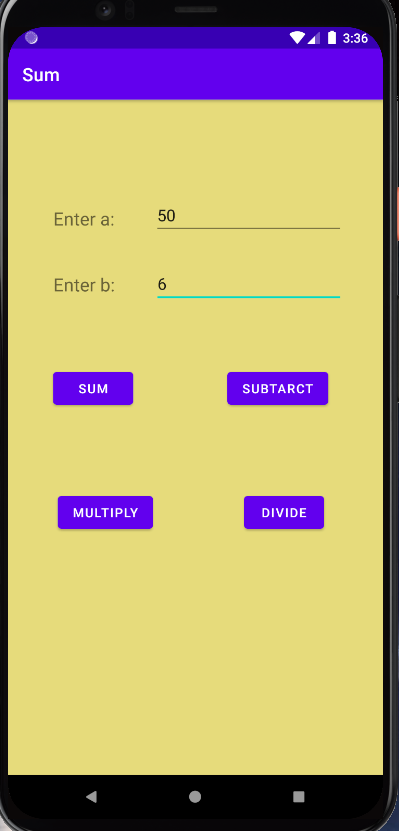 3:36
Sum
Enter a: 50
Enter b: 6
SUM SUBTARCT
MULTIPLY DIVIDE